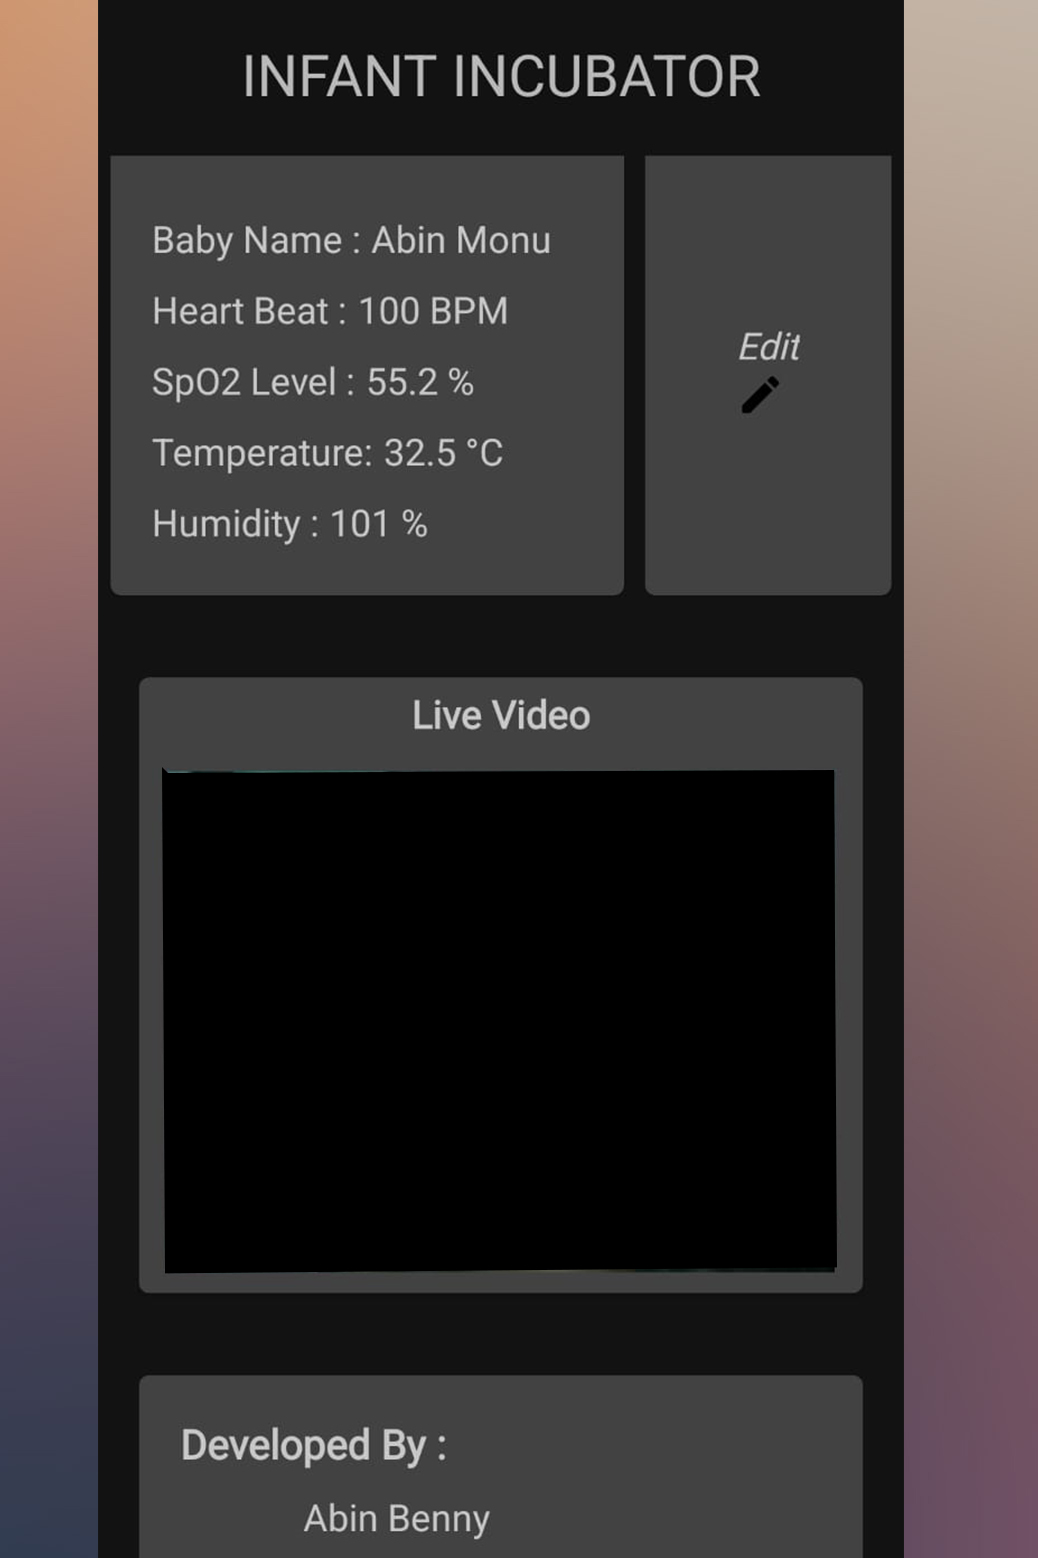 INFANT INCUBATOR
Baby Name : Abin Monu
Heart Beat : 100 BPM
SpO2 Level : 55.2 %
Temperature: 32.5 °C
Humidity : 101 %
Edit
Live Video
Developed By :
Abin Benny